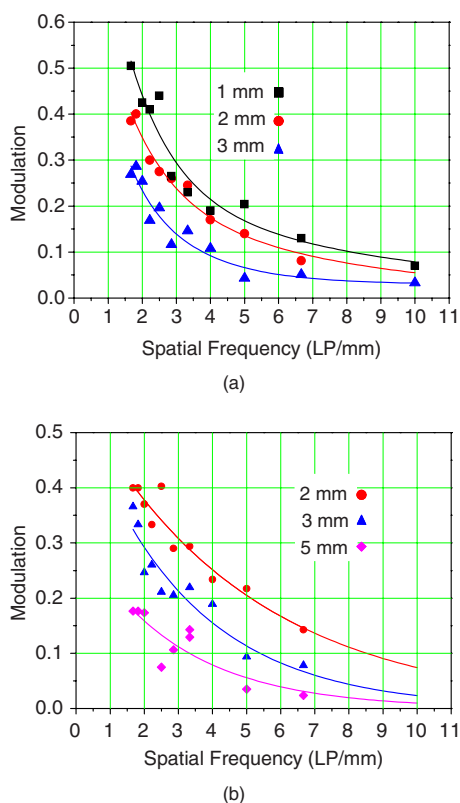 0.6
0.5
0.4
0.3
0.2
0.1
0.0
Modulation
1 mm
2 mm
3 mm
0 1 2 3 4 5 6 7 8 9 10 11
Spatial Frequency (LP/mm)
(a)
0.5
0.4
0.3
0.2
0.1
0.0
Modulation
2 mm
3 mm
5 mm
0 1 2 3 4 5 6 7 8 9 10 11
Spatial Frequency (LP/mm)
(b)